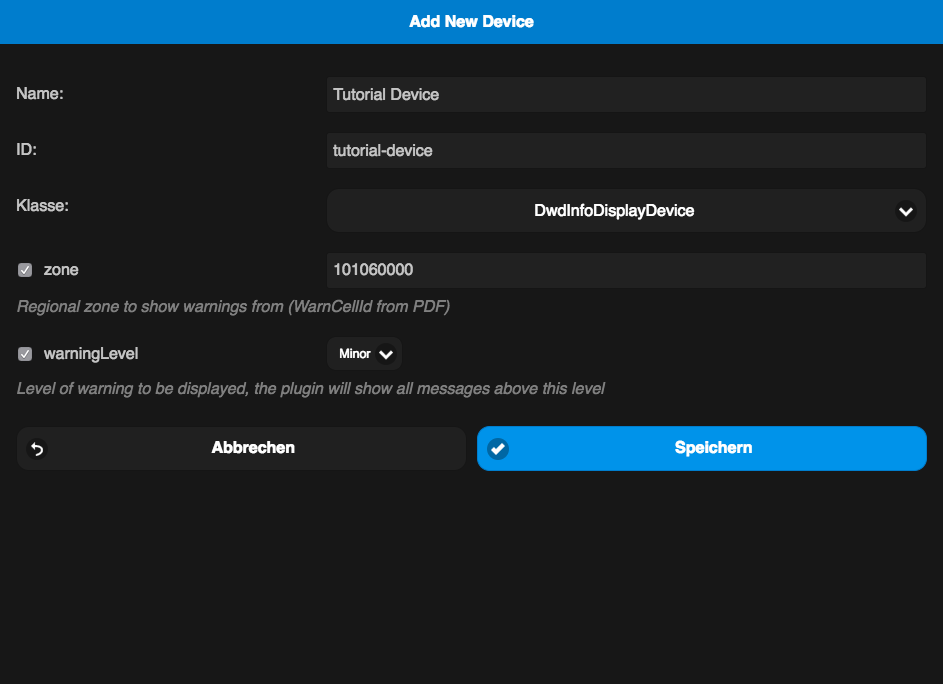 Add New Device
Name:
Tutorial Device
ID:
tutorial-device
Klasse:
DwdInfoDisplayDevice
zone
101060000
Regional zone to show warnings from (WarnCellId from PDF)
warningLevel
Minor
Level of warning to be displayed, the plugin will show all messages above this level
Abbrechen
Speichern